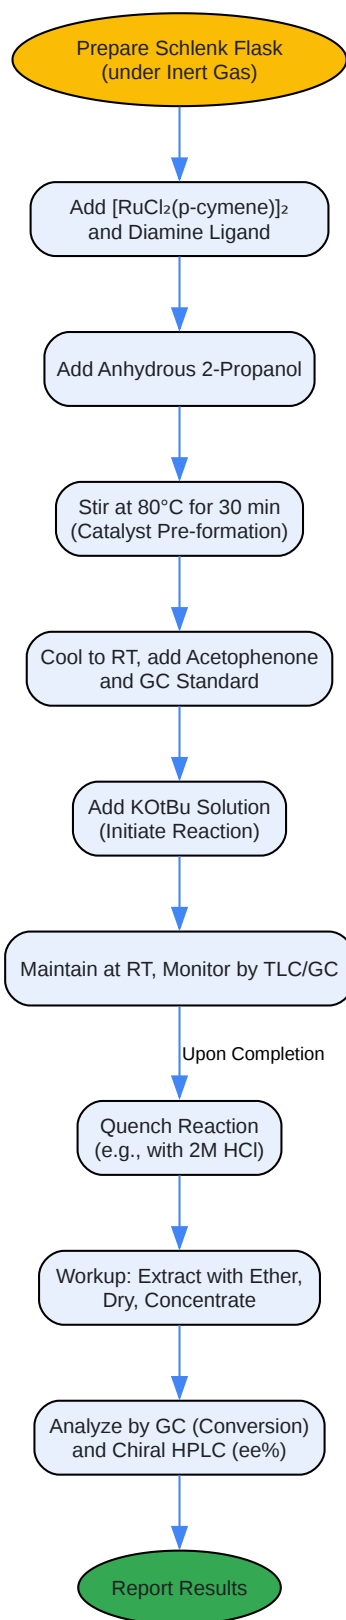 Prepare Schlenk Flask
(under Inert Gas)
Add [RuCl₂(p-cymene)]₂
and Diamine Ligand
Add Anhydrous 2-Propanol
Stir at 80°C for 30 min
(Catalyst Pre-formation)
Cool to RT, add Acetophenone
and GC Standard
Add KOtBu Solution
(Initiate Reaction)
Maintain at RT, Monitor by TLC/GC
Upon Completion
Quench Reaction
(e.g., with 2M HCl)
Workup: Extract with Ether,
Dry, Concentrate
Analyze by GC (Conversion)
and Chiral HPLC (ee%)
Report Results